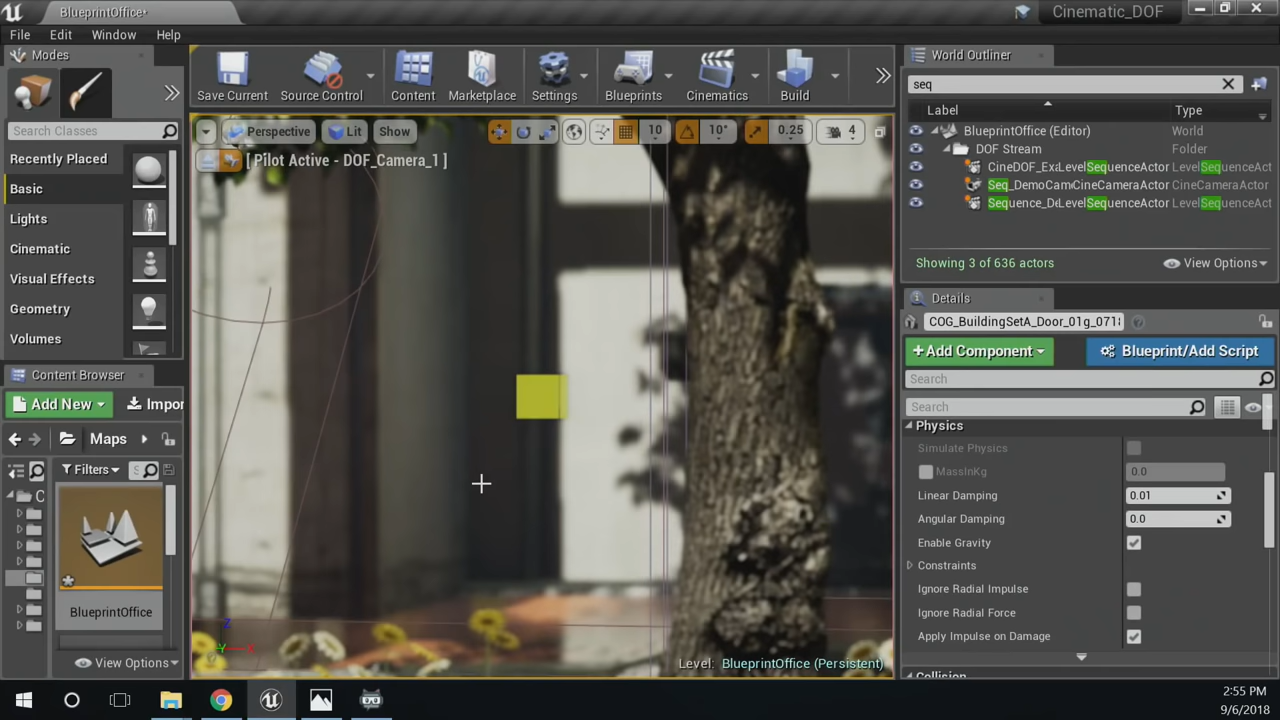 BlueprintOffice*
Cinematic_DOF
File Edit Window Help
Modes
Search Classes
Recently Placed
Basic
Lights
Cinematic
Visual Effects
Geometry
Volumes
Content Browser
Add New
Impor
Maps
Filters
C
BlueprintOffice
View Options
Save Current
Source Control
Content
Marketplace
Settings
Blueprints
Cinematics
Build
Perspective
Lit
Show
10
10°
0.25
4
[ Pilot Active - DOF_Camera_1 ]
Z
Y
X
Level: BlueprintOffice (Persistent)
World Outliner
seq
Label Type
BlueprintOffice (Editor) World
DOF Stream Folder
CineDOF_ExaLevelSequenceActor LevelSequenceAct
Seq_DemoCamCineCameraActor CineCameraActor
Sequence_DeLevelSequenceActor LevelSequenceAct
Showing 3 of 636 actors
View Options
Details
COG_BuildingSetA_Door_01g_071
+Add Component
Blueprint/Add Script
Search
Search
Physics
Simulate Physics
MassInKg 0.0
Linear Damping 0.01
Angular Damping 0.0
Enable Gravity
Constraints
Ignore Radial Impulse
Ignore Radial Force
Apply Impulse on Damage
Collision
2:55 PM
9/6/2018